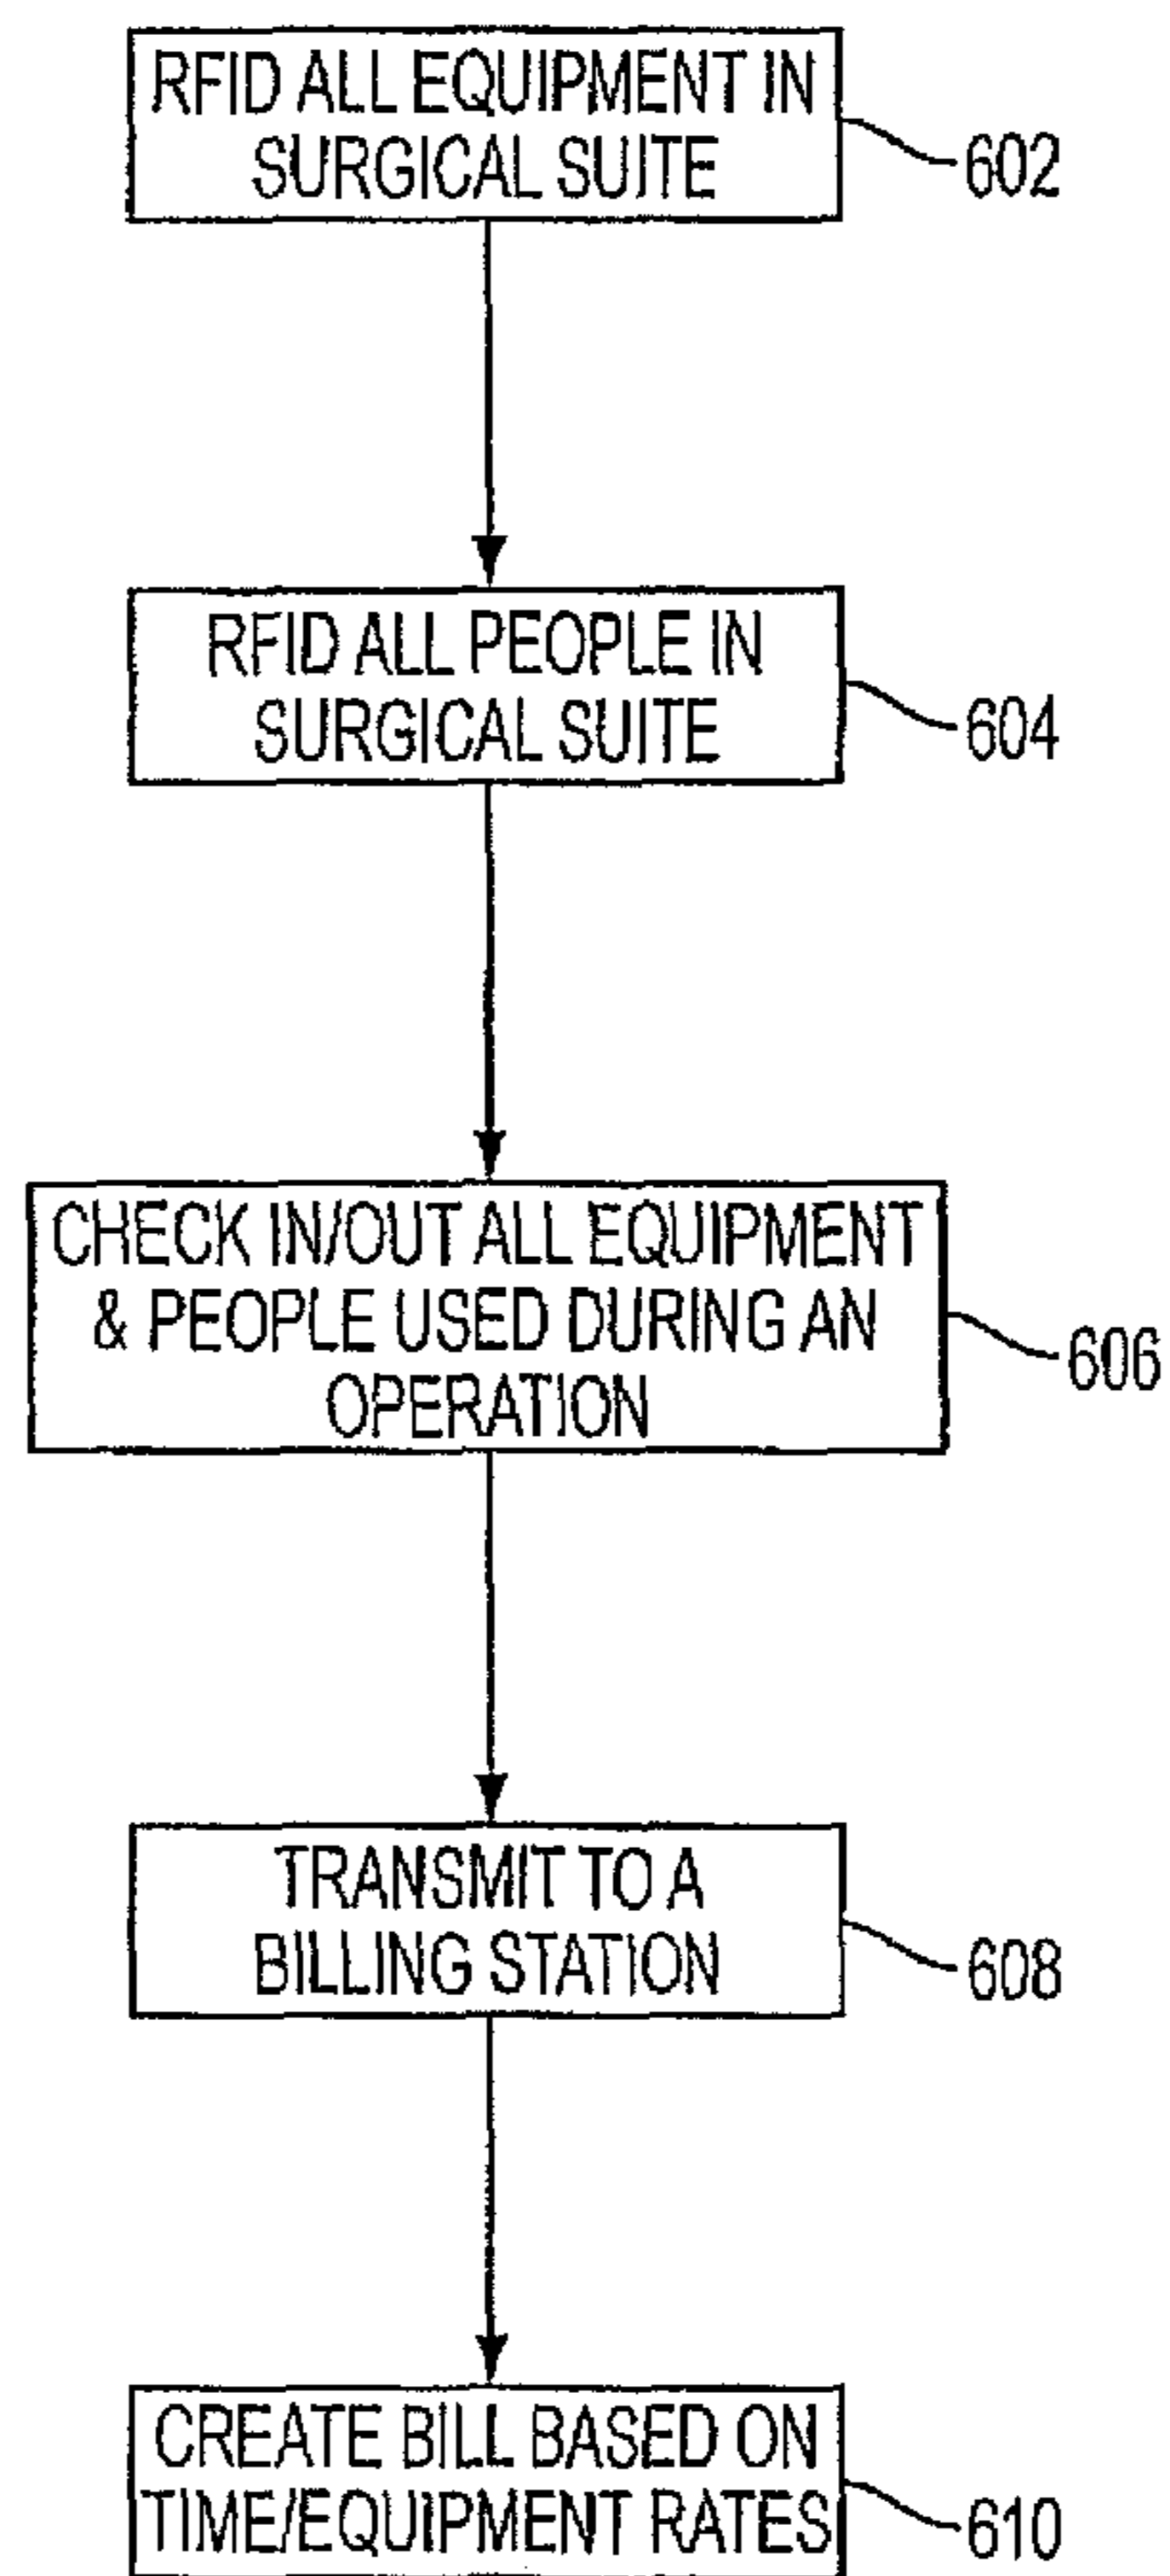 RFID ALL EQUIPMENT IN
SURGICAL SUITE
602
RFID ALL PEOPLE IN
SURGICAL SUITE
604
CHECK IN/OUT ALL EQUIPMENT
& PEOPLE USED DURING AN
OPERATION
606
TRANSMIT TO A
BILLING STATION
608
CREATE BILL BASED ON
TIME/EQUIPMENT RATES
610